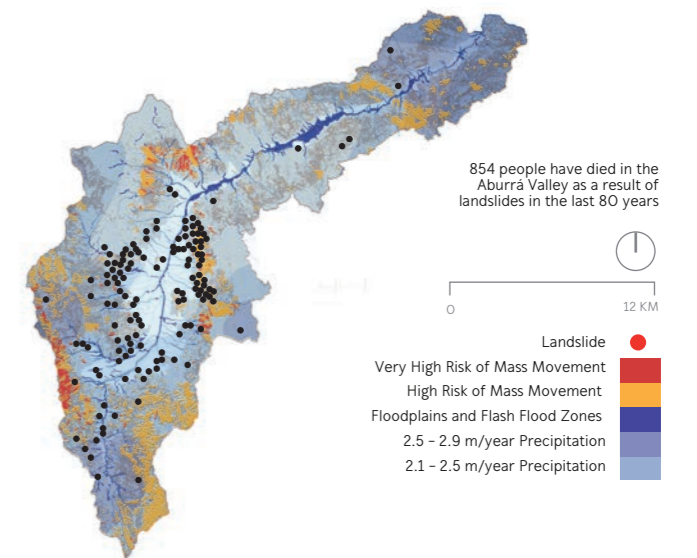 854 people have died in the
Aburrá Valley as a result of
landslides in the last 80 years
0
12 KM
Landslide
Very High Risk of Mass Movement
High Risk of Mass Movement
Floodplains and Flash Flood Zones
2.5 - 2.9 m/year Precipitation
2.1 - 2.5 m/year Precipitation